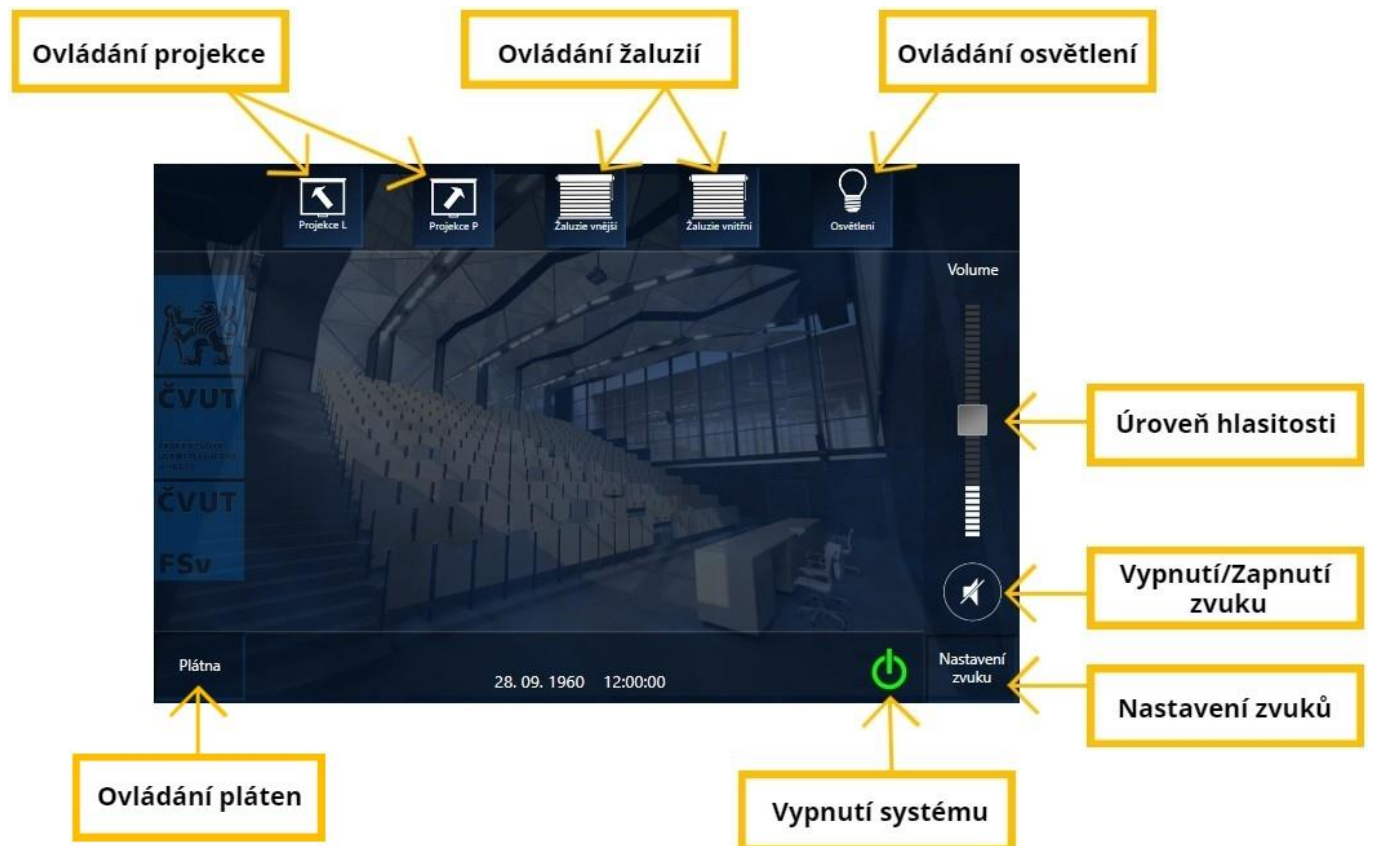 Ovládání projekce
Ovládání žaluzií
Ovládání osvětlení
Projekce L
Projekce P
Žaluzie vnější
Žaluzie vnitřní
Osvětlení
Volume
ČVUT
ČVUT
FSv
Úroveň hlasitosti
Vypnutí/Zapnutí
zvuku
Plátna
28. 09. 1960 12:00:00
Nastavení
zvuku
Nastavení zvuků
Ovládání pláten
Vypnutí systému